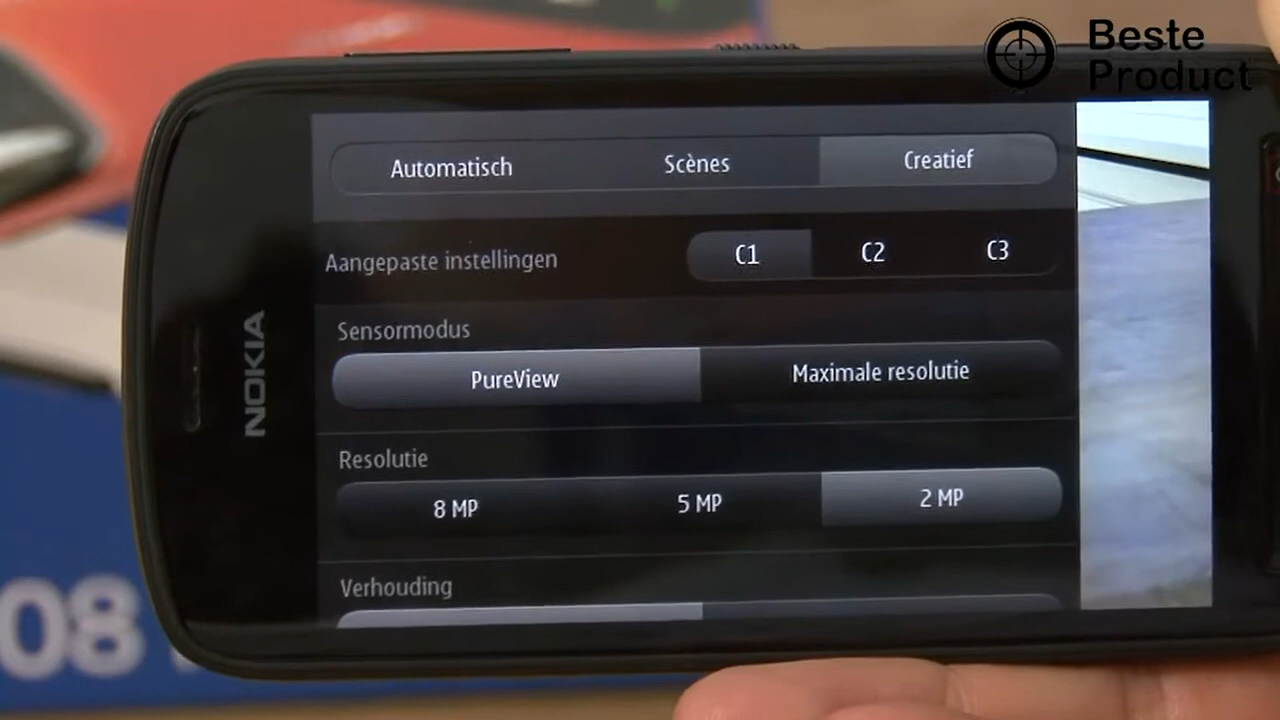 Beste
Product
Automatisch Scènes Creatief
Aangepaste instellingen C1 C2 C3
Sensormodus
PureView Maximale resolutie
Resolutie
8 MP 5 MP 2 MP
Verhouding
NOKIA
08